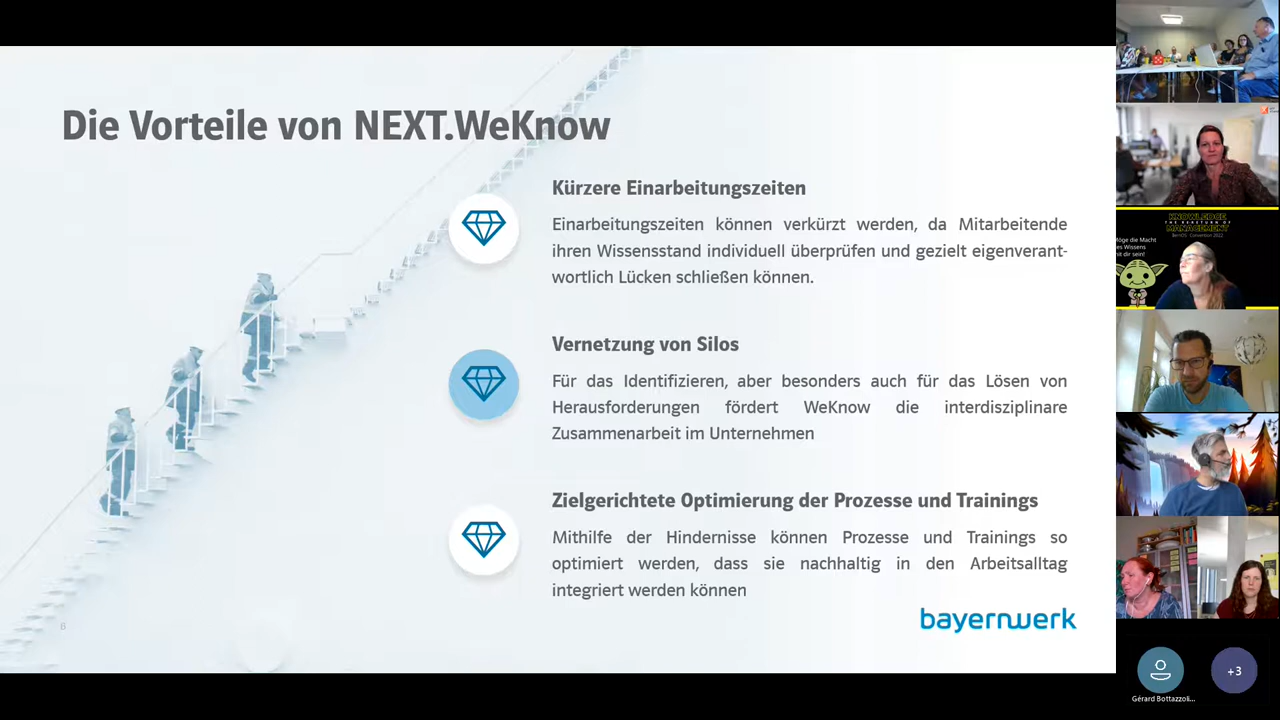 Die Vorteile von NEXT.WeKnow
Kürzere Einarbeitungszeiten
Einarbeitungszeiten können verkürzt werden, da Mitarbeitende
ihren Wissensstand individuell überprüfen und gezielt eigenverant-
wortlich Lücken schließen können.
Vernetzung von Silos
Für das Identifizieren, aber besonders auch für das Lösen von
Herausforderungen fördert WeKnow die interdisziplinare
Zusammenarbeit im Unternehmen
Zielgerichtete Optimierung der Prozesse und Trainings
Mithilfe der Hindernisse können Prozesse und Trainings so
optimiert werden, dass sie nachhaltig in den Arbeitsalltag
integriert werden können
6
bayernwerk
KNOWLEDGE
MANAGEMENT
Möge die Macht
des Wissens
mit dir sein!
Gérard Bottazzoli...
+3